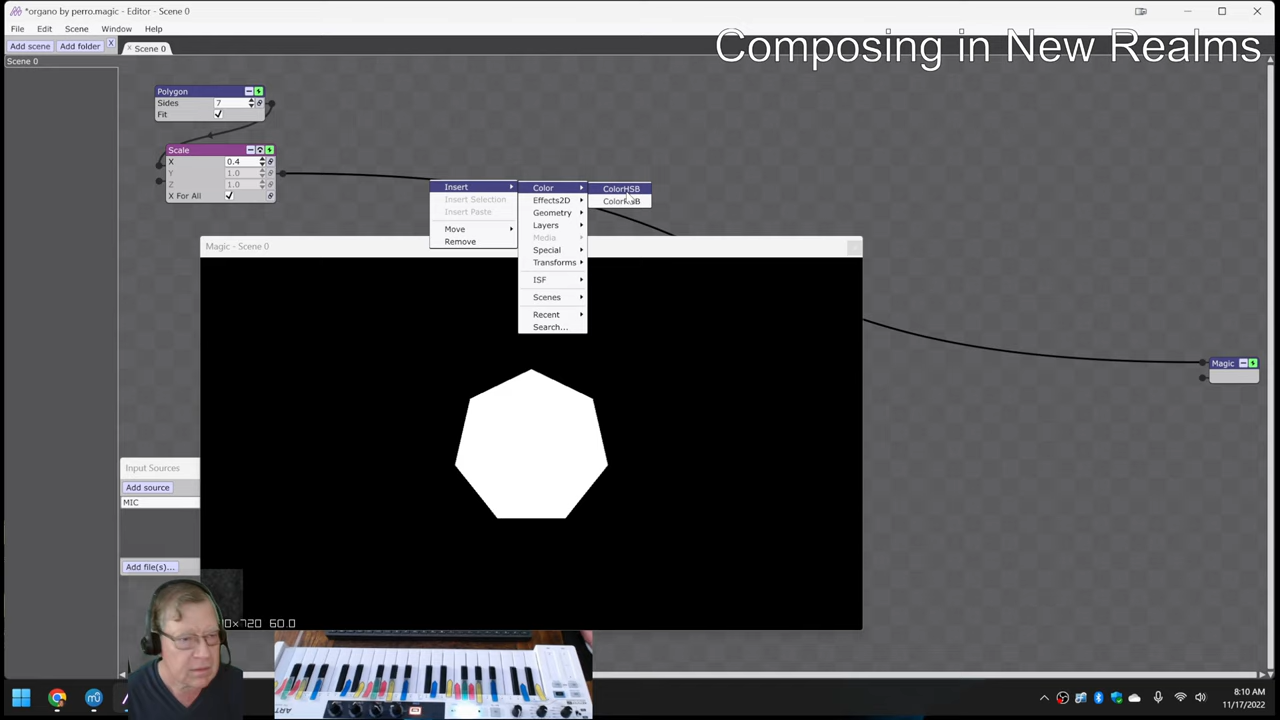 *organo by perro.magic - Editor - Scene 0
File Edit Scene Window Help
Composing in New Realms
Add scene Add folder X
× Scene 0
Scene 0
Polygon
Sides 7
Fit
Scale
X 0.4
Y 1.0
Z 1.0
X For All
Insert
Insert Selection
Insert Paste
Move
Remove
Color
Effects2D
Geometry
Layers
Media
Special
Transforms
ISF
Scenes
Recent
Search...
ColorHSB
Magic - Scene 0
Magic
Input Sources
Add source
MIC
Add file(s)...
x720 60.0
ART
8:10 AM
11/17/2022